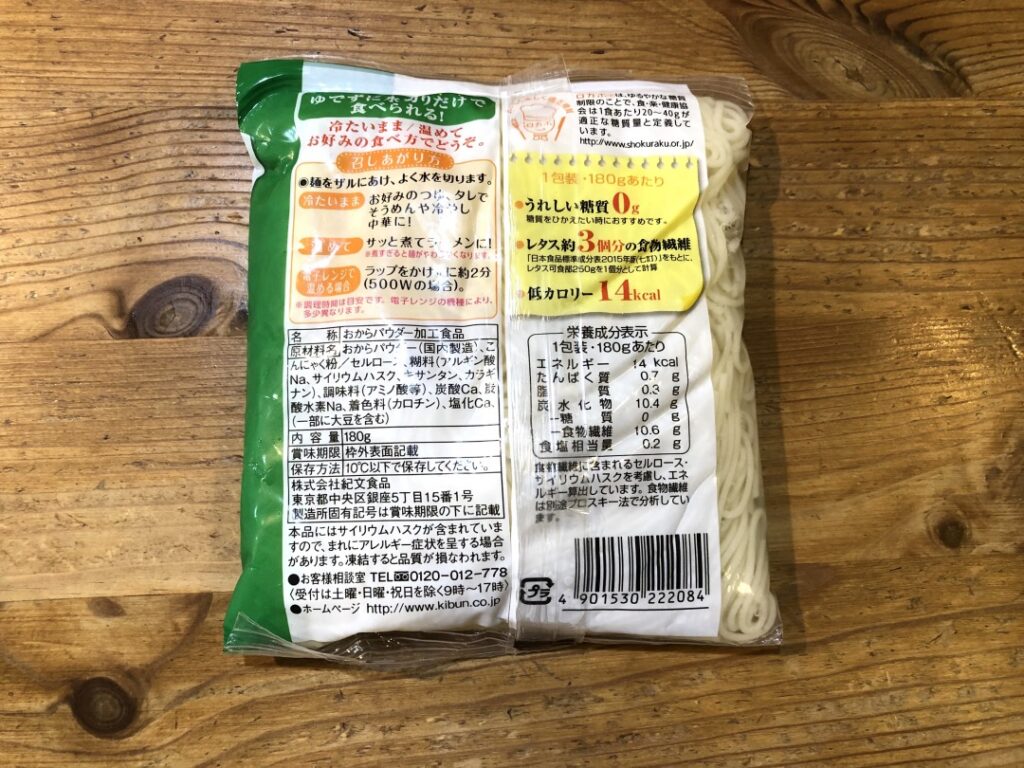 ゆでずに水切りだけで
食べられる!
冷たいまま/温めて
お好みの食べ方でどうぞ。
召しあがり方
●麺をザルにあけ、よく水を切ります。
冷たいまま お好みのつゆ、タレで
そうめんや冷やし
中華に!
温めて サッと煮てラーメンに!
電子レンジで
温める場合
ラップをかけ に約2分
(500Wの場合)。
※調理時間は目安です。電子レンジの機種により、
多少異なります。
名 称 おからパウダー加工食品
原材料名 おからパウダー(国内製造)、こ
んにゃく粉/セルロース、糊料(アルギン酸
Na、サイリウムハスク、キサンタン、カラギ
ナン)、調味料(アミノ酸等)、炭酸Ca、炭
酸水素Na、着色料(カロチン)、塩化Ca、
(一部に大豆を含む)
内 容 量 180g
賞味期限 枠外表面記載
保存方法 10℃以下で保存してください。
株式会社紀文食品
東京都中央区銀座5丁目15番1号
製造所固有記号は賞味期限の下に記載
本品にはサイリウムハスクが含まれていま
すので、まれにアレルギー症状を呈する場合
があります。凍結すると品質が損なわれます。
●お客様相談室 TEL 0120-012-778
〈受付は土曜・日曜・祝日を除く9時〜17時〉
●ホームページ http://www.kibun.co.jp
ロカボとは、ゆるやかな糖質
制限のことで、食・楽・健康協
会は1食あたり20〜40gが
適正な糖質量と定義して
います。
http://www.shokuraku.or.jp/
1包装・180gあたり
●うれしい糖質0g
糖質をひかえたい時におすすめです。
●レタス約3個分の食物繊維
「日本食品標準成分表2015年版(七訂)」をもとに、
レタス可食部250gを1個分として計算
●低カロリー14kcal
栄養成分表示
1包装・180gあたり
エネルギー 14 kcal
たんぱく質 0.7 g
脂 質 0.3 g
炭水化物 10.4 g
ー糖 質 0 g
ー食物繊維 10.6 g
食塩相当量 0.2 g
食物繊維に含まれるセルロース・
サイリウムハスクを考慮し、エネ
ルギー算出しています。食物繊維
は別途プロスキー法で分析してい
ます。
タラ
4 901530 222084